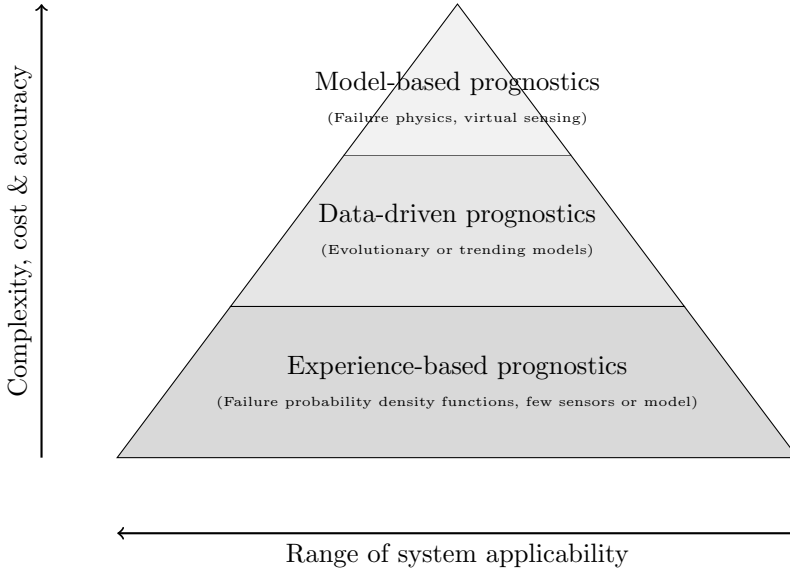 Model-based prognostics
(Failure physics, virtual sensing)
Data-driven prognostics
(Evolutionary or trending models)
Experience-based prognostics
(Failure probability density functions, few sensors or model)
Complexity, cost & accuracy
Range of system applicability